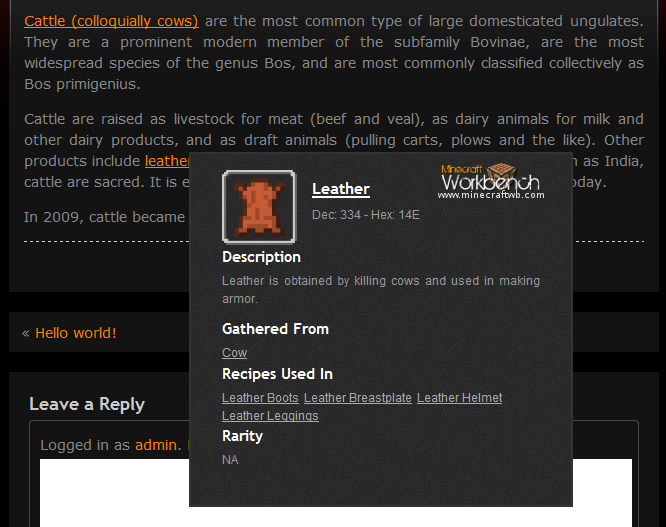 Cattle (colloquially cows) are the most common type of large domesticated ungulates.
They are a prominent modern member of the subfamily Bovinae, are the most
widespread species of the genus Bos, and are most commonly classified collectively as
Bos primigenius.
Cattle are raised as livestock for meat (beef and veal), as dairy animals for milk and
other dairy products, and as draft animals (pulling carts, plows and the like). Other
products include leather as India,
cattle are sacred. It is oday.
In 2009, cattle became
Minecraft
Workbench
www.minecraftwb.com
Leather
Dec: 334 - Hex: 14E
Description
Leather is obtained by killing cows and used in making
armor.
Gathered From
Cow
Recipes Used In
Leather Boots Leather Breastplate Leather Helmet
Leather Leggings
Rarity
NA
« Hello world!
Leave a Reply
Logged in as admin.